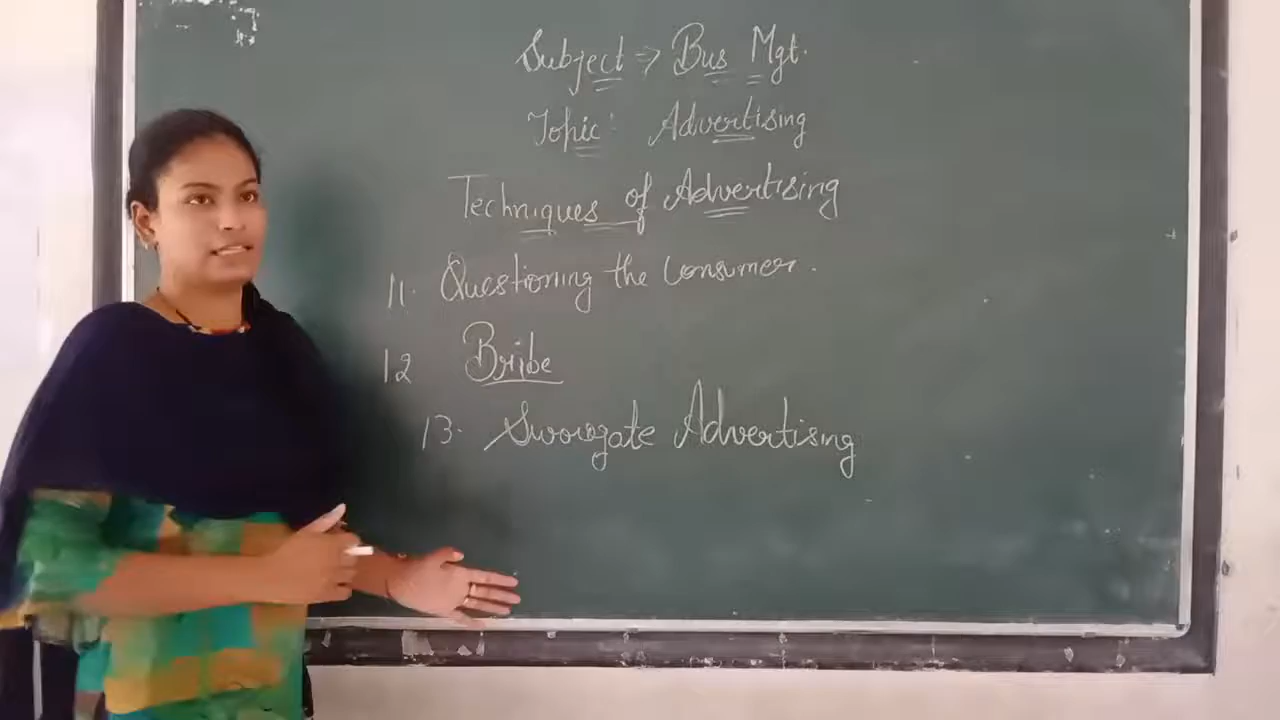 Subject → Bus Mgt.
Topic: Advertising
Techniques of Advertising
11. Questioning the Consumer.
12 Bribe
13. Surrogate Advertising